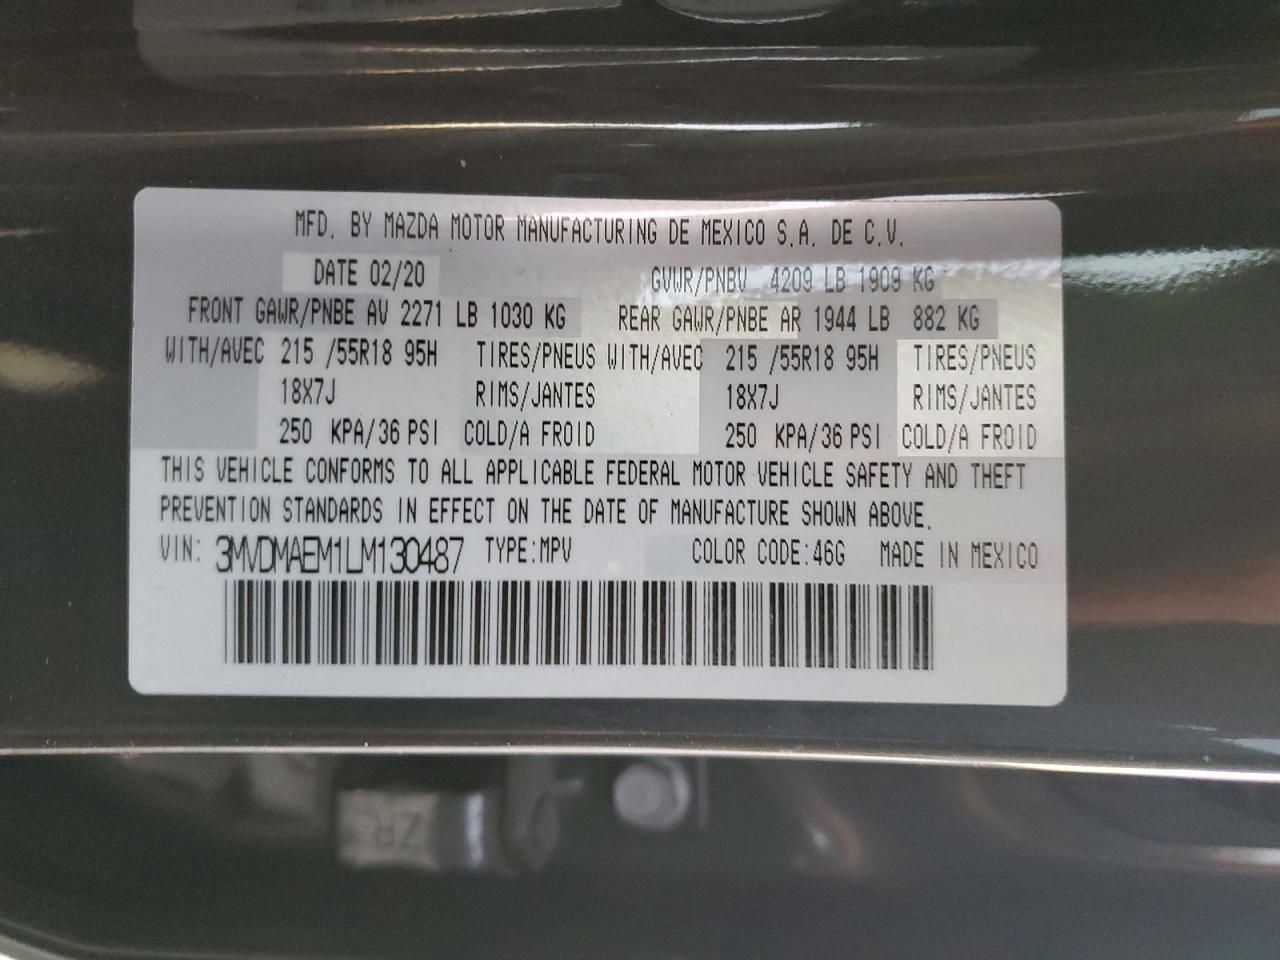 MFD. BY MAZDA MOTOR MANUFACTURING DE MEXICO S.A. DE C.V.
DATE 02/20 GVWR/PNBV 4209 LB 1909 KG
FRONT GAWR/PNBE AV 2271 LB 1030 KG REAR GAWR/PNBE AR 1944 LB 882 KG
WITH/AVEC 215 /55R18 95H TIRES/PNEUS WITH/AVEC 215 /55R18 95H TIRES/PNEUS
18X7J RIMS/JANTES 18X7J RIMS/JANTES
250 KPA/36 PSI COLD/A FROID 250 KPA/36 PSI COLD/A FROID
THIS VEHICLE CONFORMS TO ALL APPLICABLE FEDERAL MOTOR VEHICLE SAFETY AND THEFT
PREVENTION STANDARDS IN EFFECT ON THE DATE OF MANUFACTURE SHOWN ABOVE.
VIN: 3MVDMAEM1LM130487 TYPE:MPV COLOR CODE:46G MADE IN MEXICO